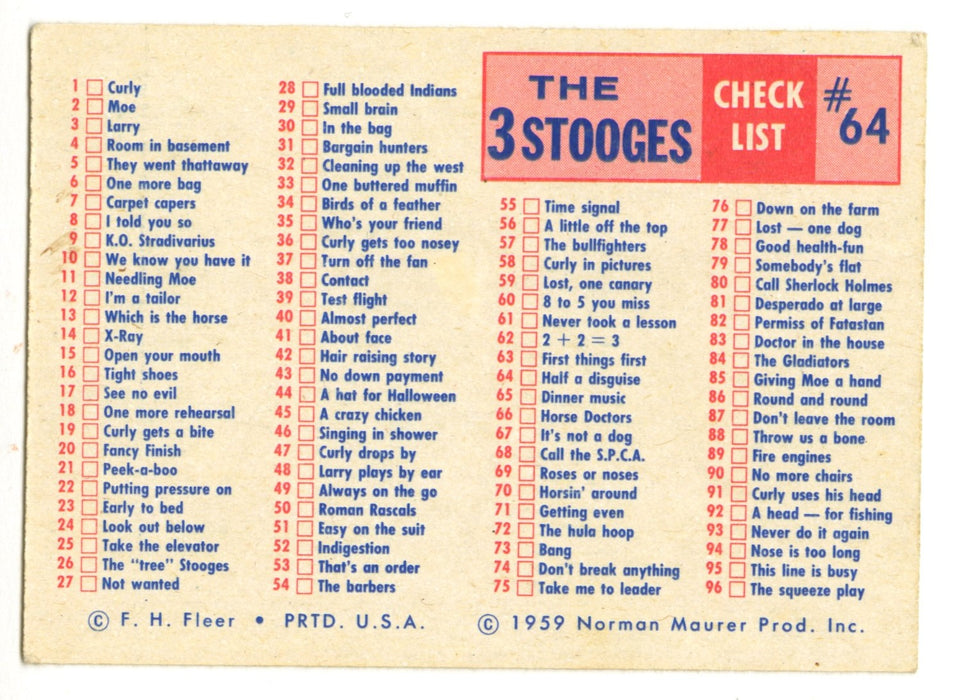 1 Curly
2 Moe
3 Larry
4 Room in basement
5 They went thattaway
6 One more bag
7 Carpet capers
8 I told you so
9 K.O. Stradivarius
10 We know you have it
11 Needling Moe
12 I'm a tailor
13 Which is the horse
14 X-Ray
15 Open your mouth
16 Tight shoes
17 See no evil
18 One more rehearsal
19 Curly gets a bite
20 Fancy Finish
21 Peek-a-boo
22 Putting pressure on
23 Early to bed
24 Look out below
25 Take the elevator
26 The "tree" Stooges
27 Not wanted
28 Full blooded Indians
29 Small brain
30 In the bag
31 Bargain hunters
32 Cleaning up the west
33 One buttered muffin
34 Birds of a feather
35 Who's your friend
36 Curly gets too nosey
37 Turn off the fan
38 Contact
39 Test flight
40 Almost perfect
41 About face
42 Hair raising story
43 No down payment
44 A hat for Halloween
45 A crazy chicken
46 Singing in shower
47 Curly drops by
48 Larry plays by ear
49 Always on the go
50 Roman Rascals
51 Easy on the suit
52 Indigestion
53 That's an order
54 The barbers
THE
3 STOOGES
CHECK
LIST
#64
55 Time signal
56 A little off the top
57 The bullfighters
58 Curly in pictures
59 Lost, one canary
60 8 to 5 you miss
61 Never took a lesson
62 2 + 2 = 3
63 First things first
64 Half a disguise
65 Dinner music
66 Horse Doctors
67 It's not a dog
68 Call the S.P.C.A.
69 Roses or noses
70 Horsin' around
71 Getting even
72 The hula hoop
73 Bang
74 Don't break anything
75 Take me to leader
76 Down on the farm
77 Lost — one dog
78 Good health-fun
79 Somebody's flat
80 Call Sherlock Holmes
81 Desperado at large
82 Permiss of Fatastan
83 Doctor in the house
84 The Gladiators
85 Giving Moe a hand
86 Round and round
87 Don't leave the room
88 Throw us a bone
89 Fire engines
90 No more chairs
91 Curly uses his head
92 A head — for fishing
93 Never do it again
94 Nose is too long
95 This line is busy
96 The squeeze play
© F. H. Fleer • PRTD. U.S.A.
© 1959 Norman Maurer Prod. Inc.